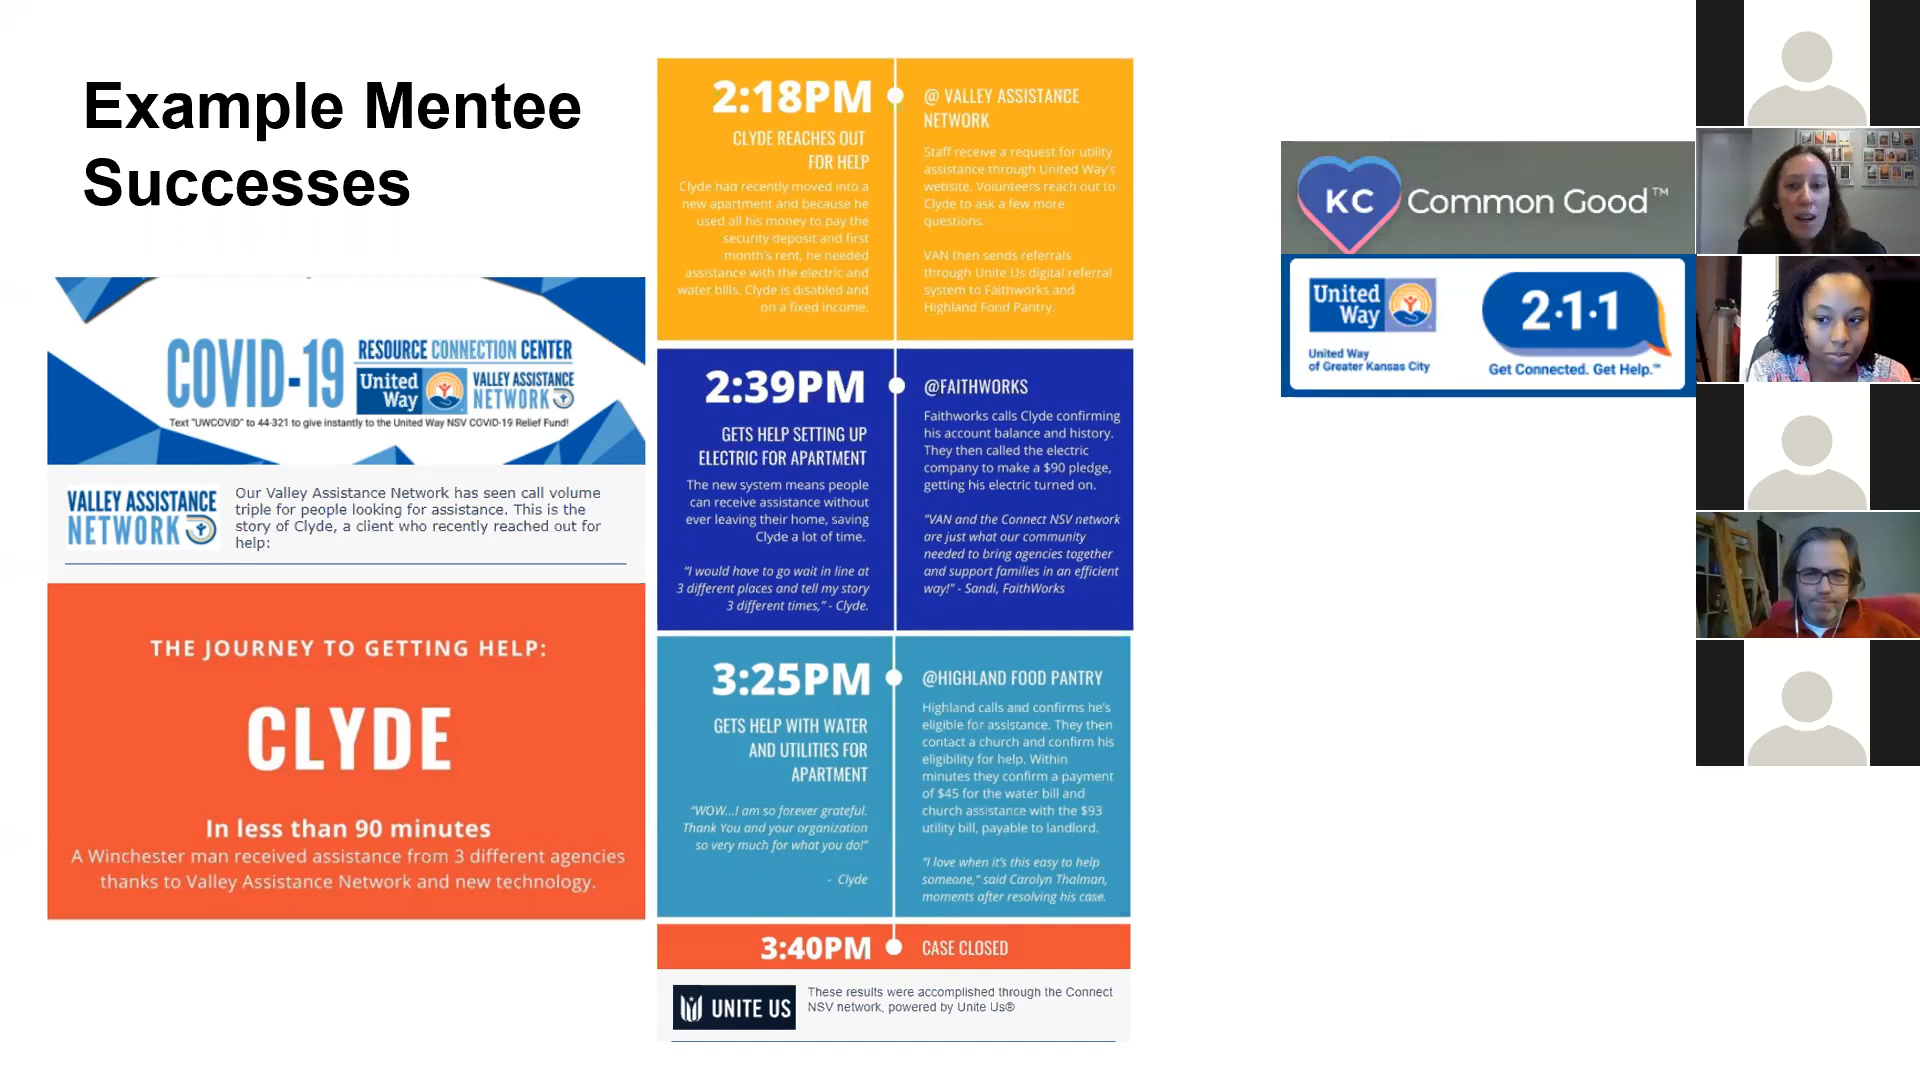 Example Mentee
Successes
COVID-19
RESOURCE CONNECTION CENTER
United
Way
VALLEY ASSISTANCE
NETWORK
Text "UWCOVID" to 44-321 to give instantly to the United Way NSV COVID-19 Relief Fund!
VALLEY ASSISTANCE
NETWORK
Our Valley Assistance Network has seen call volume
triple for people looking for assistance. This is the
story of Clyde, a client who recently reached out for
help:
THE JOURNEY TO GETTING HELP:
CLYDE
In less than 90 minutes
A Winchester man received assistance from 3 different agencies
thanks to Valley Assistance Network and new technology.
2:18PM
CLYDE REACHES OUT
FOR HELP
Clyde had recently moved into a
new apartment and because he
used all his money to pay the
security deposit and first
month's rent, he needed
assistance with the electric and
water bills. Clyde is disabled and
on a fixed income.
@ VALLEY ASSISTANCE
NETWORK
Staff receive a request for utility
assistance through United Way's
website. Volunteers reach out to
Clyde to ask a few more
questions.
VAN then sends referrals
through Unite Us digital referral
system to Faithworks and
Highland Food Pantry.
2:39PM
GETS HELP SETTING UP
ELECTRIC FOR APARTMENT
The new system means people
can receive assistance without
ever leaving their home, saving
Clyde a lot of time.
"I would have to go wait in line at
3 different places and tell my story
3 different times," - Clyde.
@FAITHWORKS
Faithworks calls Clyde confirming
his account balance and history.
They then called the electric
company to make a $90 pledge,
getting his electric turned on.
"VAN and the Connect NSV network
are just what our community
needed to bring agencies together
and support families in an efficient
way!" - Sandi, FaithWorks
3:25PM
GETS HELP WITH WATER
AND UTILITIES FOR
APARTMENT
"WOW...I am so forever grateful.
Thank You and your organization
so very much for what you do!"
- Clyde
@HIGHLAND FOOD PANTRY
Highland calls and confirms he's
eligible for assistance. They then
contact a church and confirm his
eligibility for help. Within
minutes they confirm a payment
of $45 for the water bill and
church assistance with the $93
utility bill, payable to landlord.
"I love when it's this easy to help
someone," said Carolyn Thalman,
moments after resolving his case.
3:40PM
CASE CLOSED
UNITE US
These results were accomplished through the Connect
NSV network, powered by Unite Us®
KC Common Good™
United
Way
United Way
of Greater Kansas City
2·1·1
Get Connected. Get Help.™